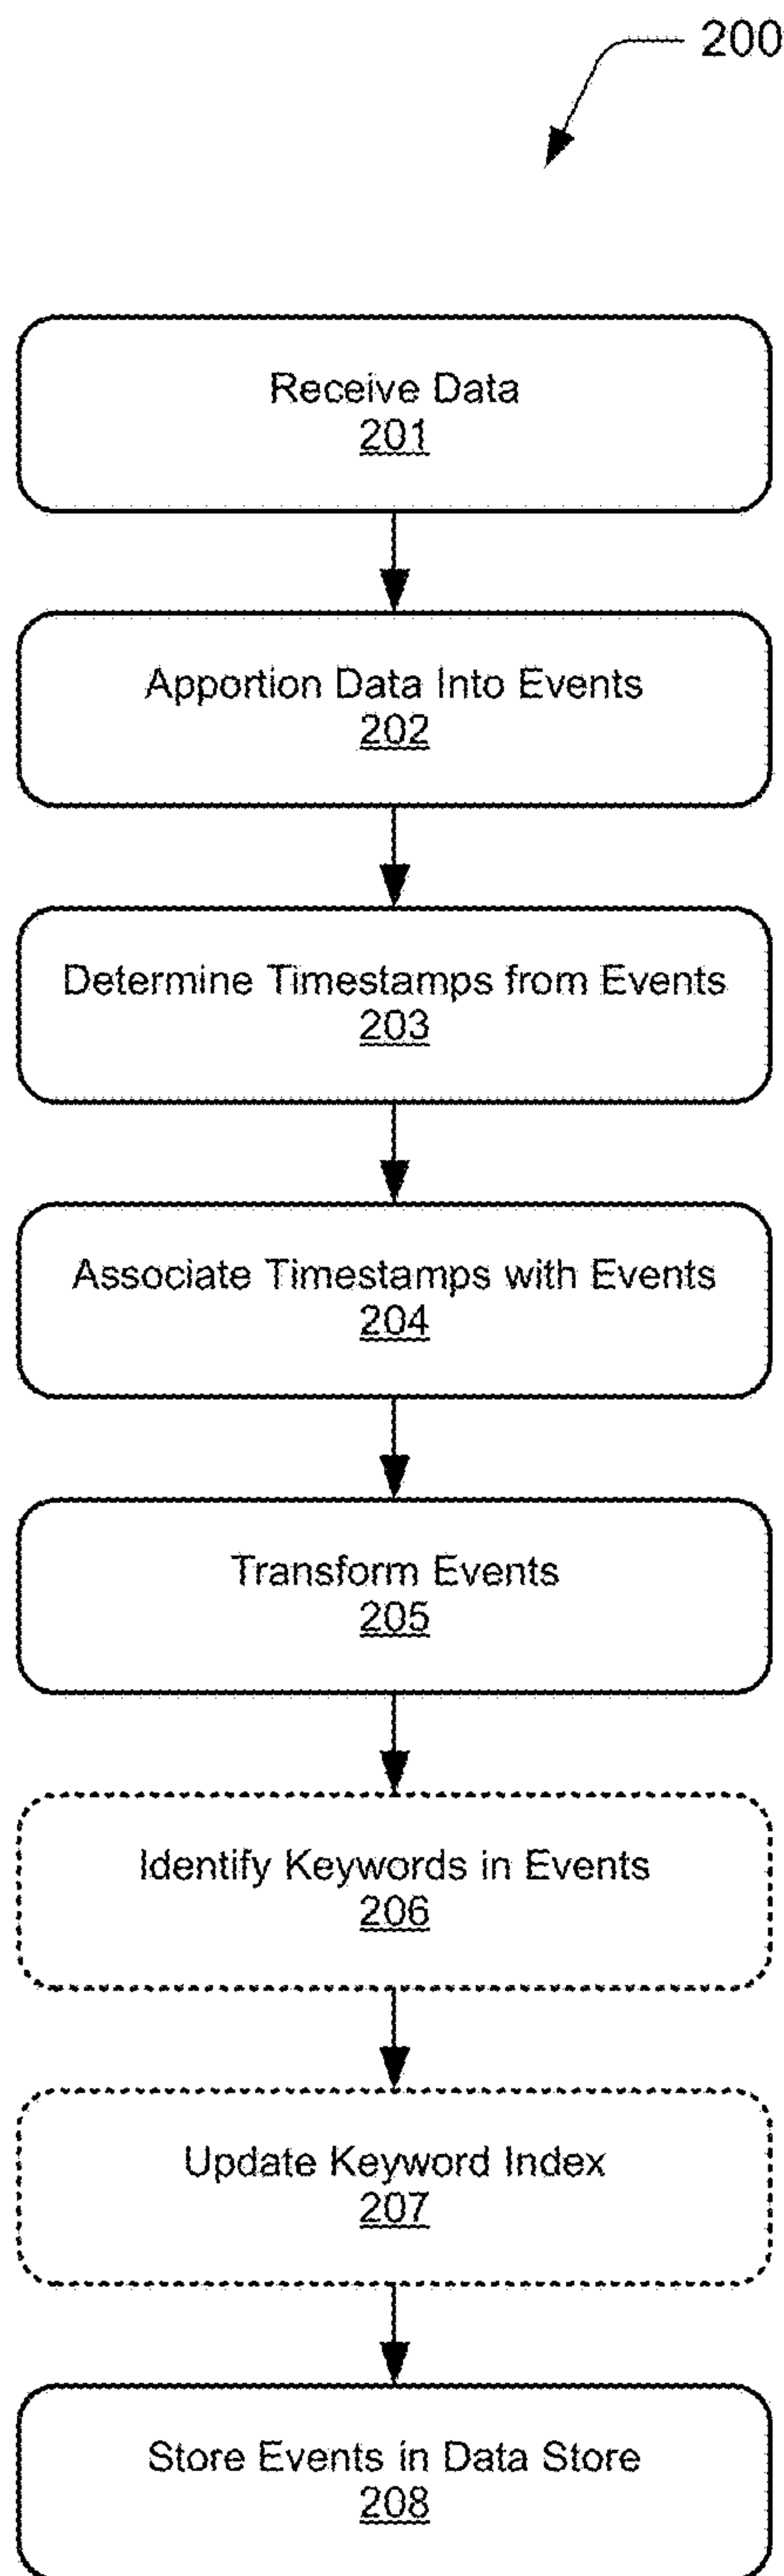 200
Receive Data
201
Apportion Data Into Events
202
Determine Timestamps from Events
203
Associate Timestamps with Events
204
Transform Events
205
Identify Keywords in Events
206
Update Keyword Index
207
Store Events in Data Store
208